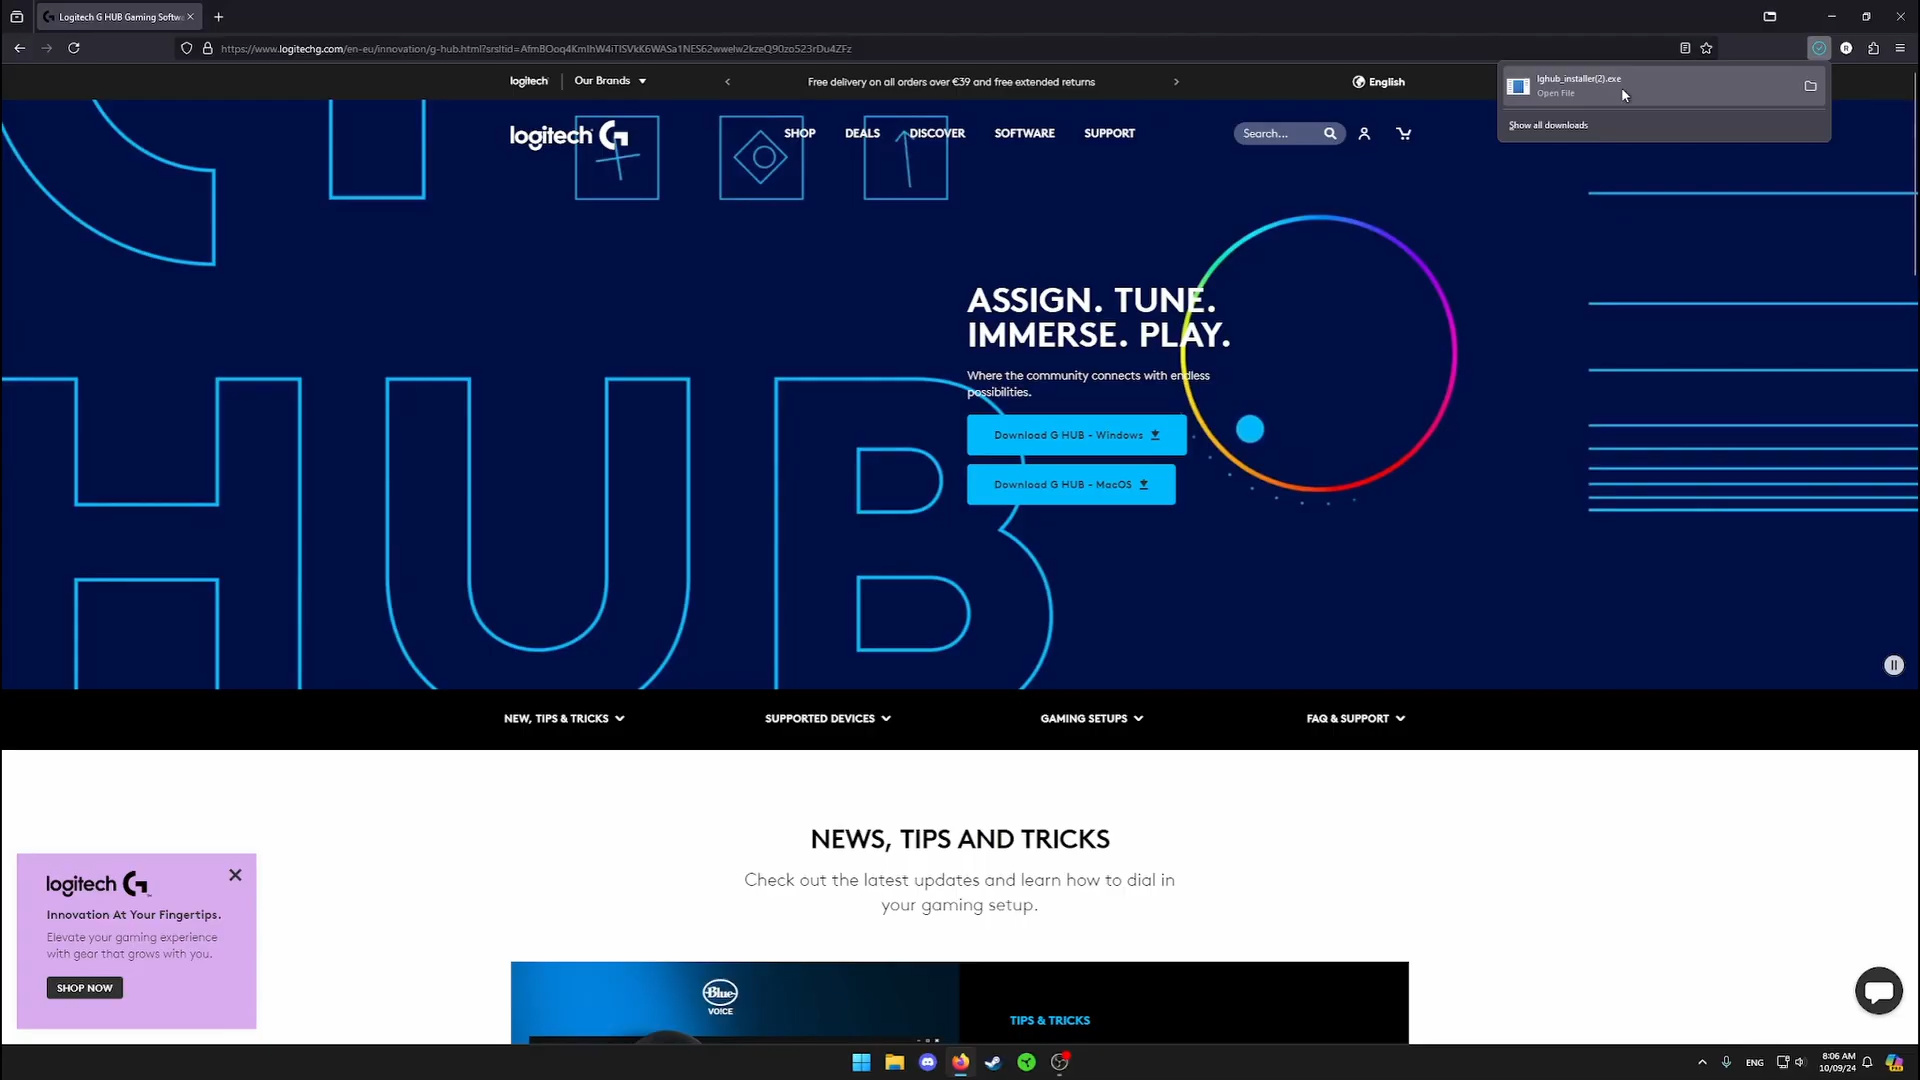 Logitech G HUB Gaming Softw
https://www.logitechg.com/en-eu/innovation/g-hub.html?srsltid=
lghub_installer(2).exe
Open File
Show all downloads
logitech
Our Brands
Free delivery on all orders over €39 and free extended returns
English
logitech G
SHOP
DEALS
DISCOVER
SOFTWARE
SUPPORT
Search...
HUB
ASSIGN. TUNE.
IMMERSE. PLAY.
Where the community connects with endless
possibilities.
Download G HUB - Windows
Download G HUB - MacOS
NEW, TIPS & TRICKS
SUPPORTED DEVICES
GAMING SETUPS
FAQ & SUPPORT
NEWS, TIPS AND TRICKS
Check out the latest updates and learn how to dial in
your gaming setup.
logitech G
Innovation At Your Fingertips.
Elevate your gaming experience
with gear that grows with you.
SHOP NOW
Blue
VO!CE
TIPS & TRICKS
ENG
8:06 AM
10/09/24